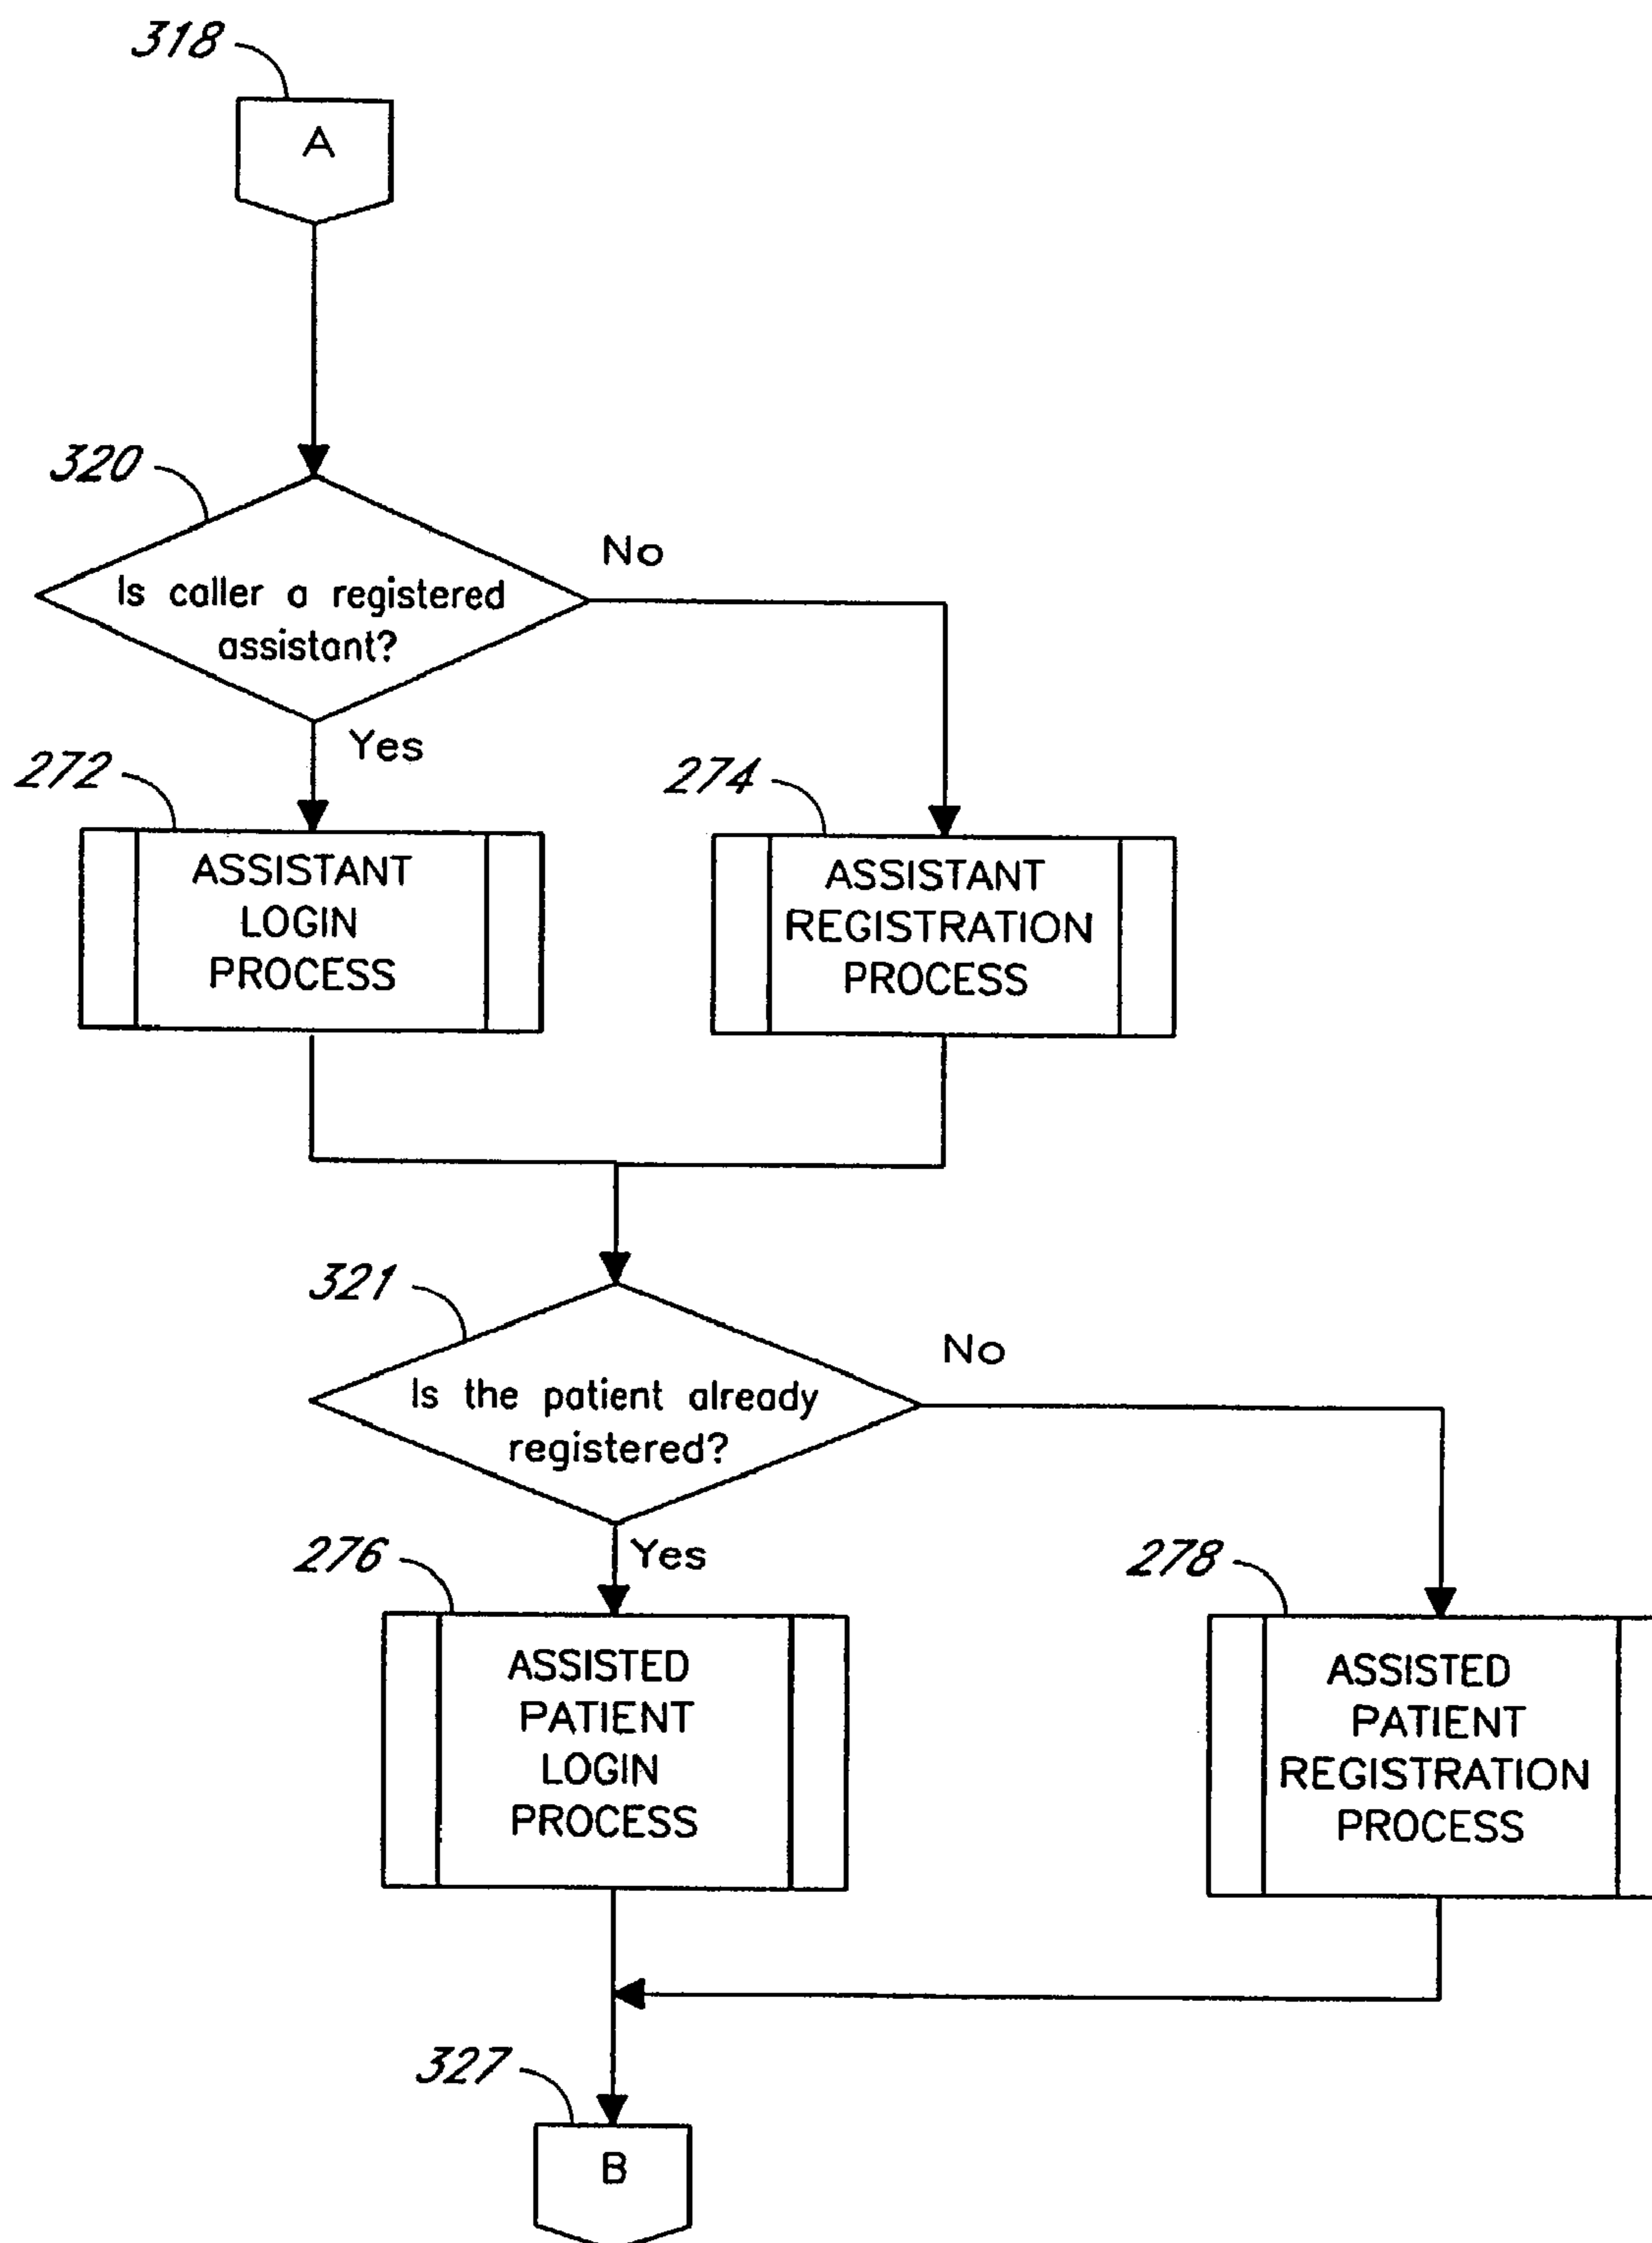 318
A
320
No
Is caller a registered
assistant?
Yes
272
274
ASSISTANT
LOGIN
PROCESS
ASSISTANT
REGISTRATION
PROCESS
321
No
Is the patient already
registered?
Yes
276
278
ASSISTED
PATIENT
LOGIN
PROCESS
ASSISTED
PATIENT
REGISTRATION
PROCESS
327
B